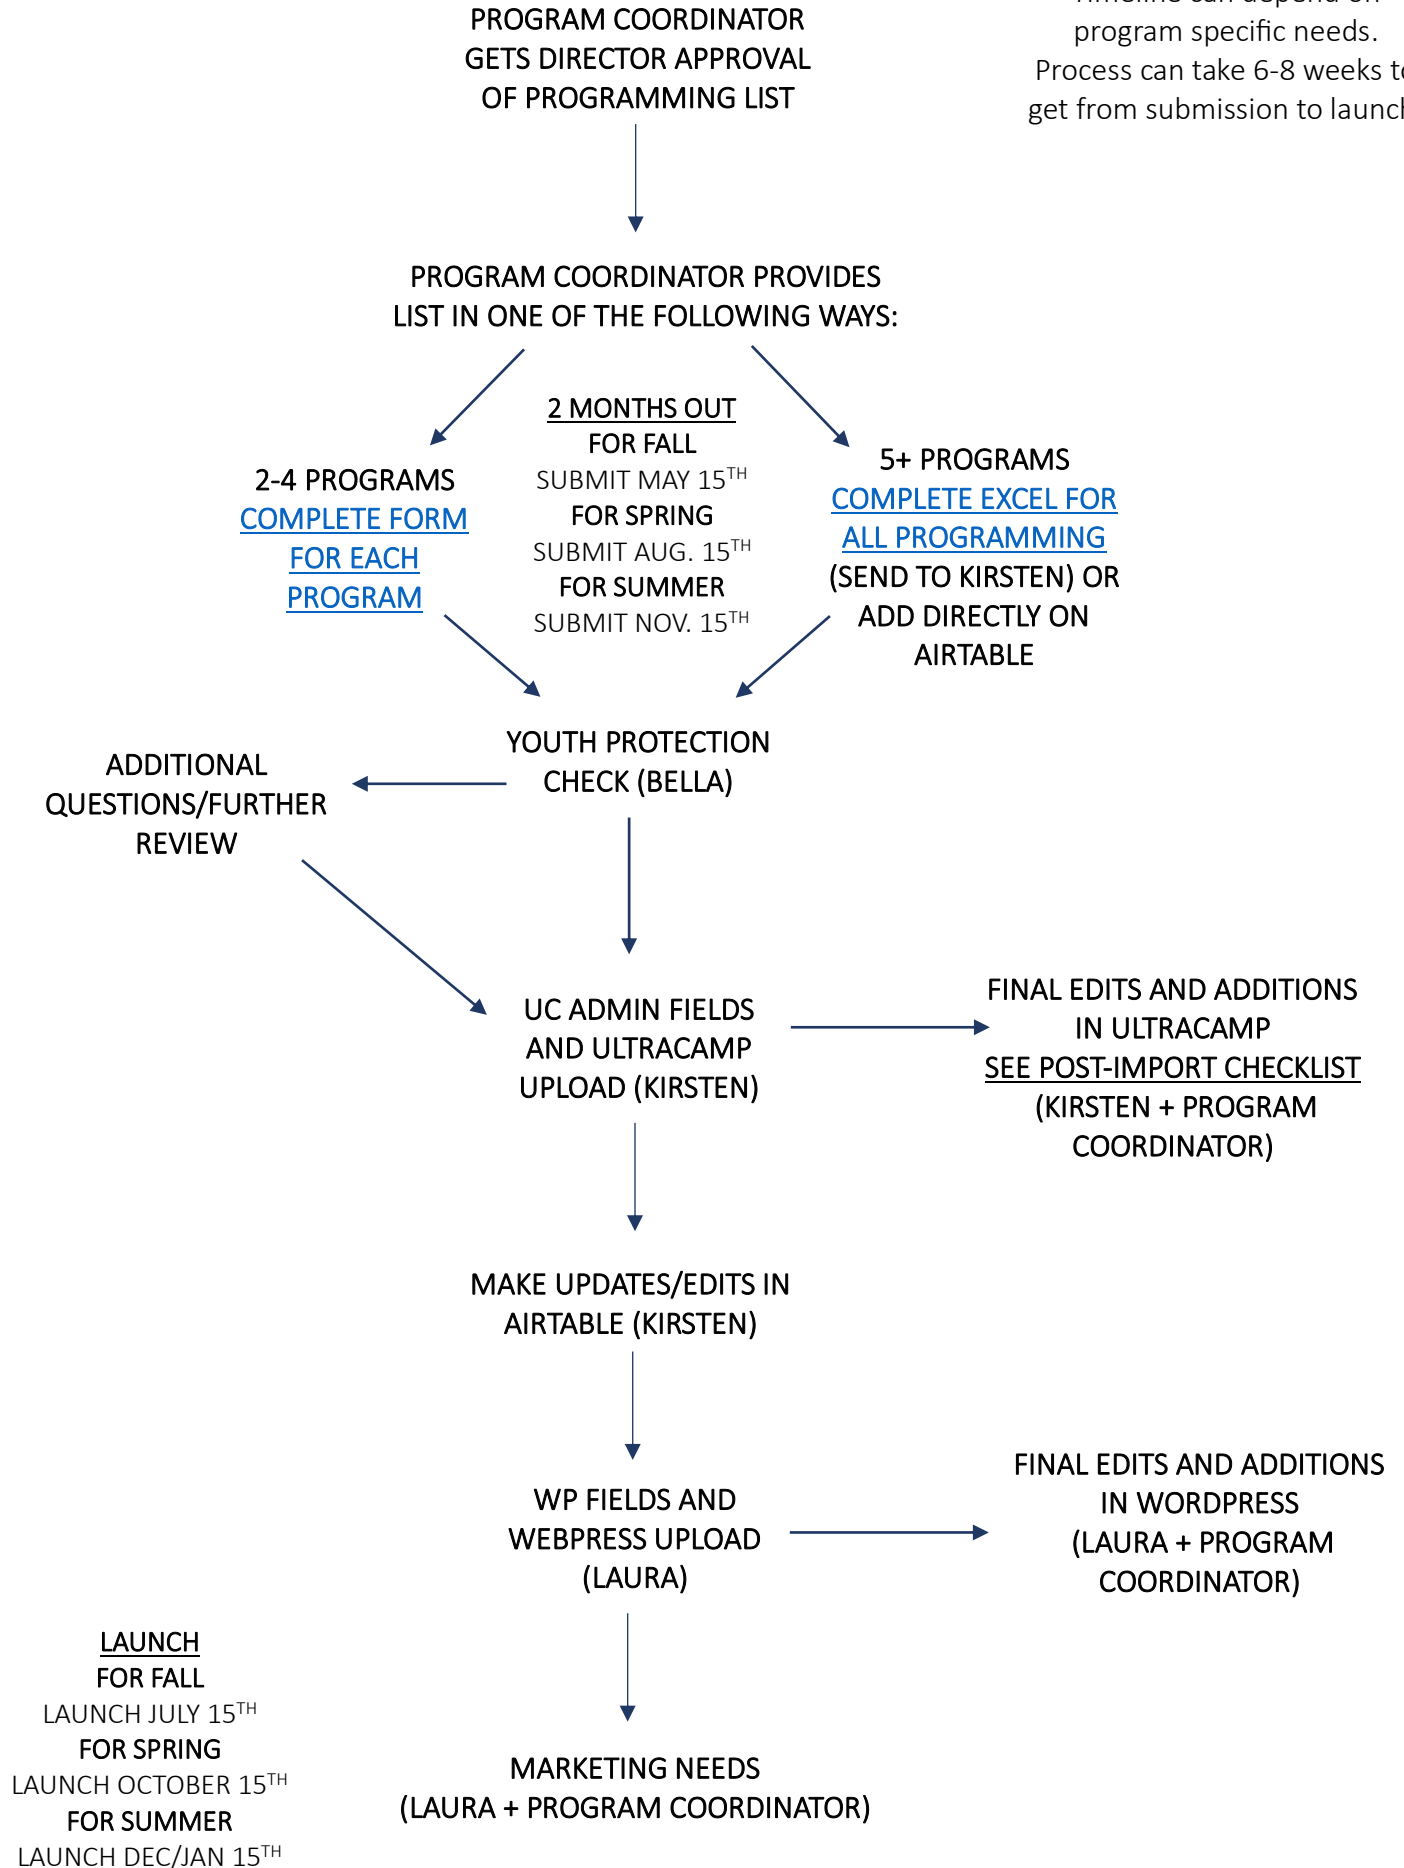 PROGRAM COORDINATOR
GETS DIRECTOR APPROVAL
OF PROGRAMMING LIST
Timeline can depend on
program specific needs.
Process can take 6-8 weeks to
get from submission to launch
PROGRAM COORDINATOR PROVIDES
LIST IN ONE OF THE FOLLOWING WAYS:
2-4 PROGRAMS
COMPLETE FORM
FOR EACH
PROGRAM
2 MONTHS OUT
FOR FALL
SUBMIT MAY 15TH
FOR SPRING
SUBMIT AUG. 15TH
FOR SUMMER
SUBMIT NOV. 15TH
5+ PROGRAMS
COMPLETE EXCEL FOR
ALL PROGRAMMING
(SEND TO KIRSTEN) OR
ADD DIRECTLY ON
AIRTABLE
YOUTH PROTECTION
CHECK (BELLA)
ADDITIONAL
QUESTIONS/FURTHER
REVIEW
UC ADMIN FIELDS
AND ULTRACAMP
UPLOAD (KIRSTEN)
FINAL EDITS AND ADDITIONS
IN ULTRACAMP
SEE POST-IMPORT CHECKLIST
(KIRSTEN + PROGRAM
COORDINATOR)
MAKE UPDATES/EDITS IN
AIRTABLE (KIRSTEN)
WP FIELDS AND
WEBPRESS UPLOAD
(LAURA)
FINAL EDITS AND ADDITIONS
IN WORDPRESS
(LAURA + PROGRAM
COORDINATOR)
LAUNCH
FOR FALL
LAUNCH JULY 15TH
FOR SPRING
LAUNCH OCTOBER 15TH
FOR SUMMER
LAUNCH DEC/JAN 15TH
MARKETING NEEDS
(LAURA + PROGRAM COORDINATOR)